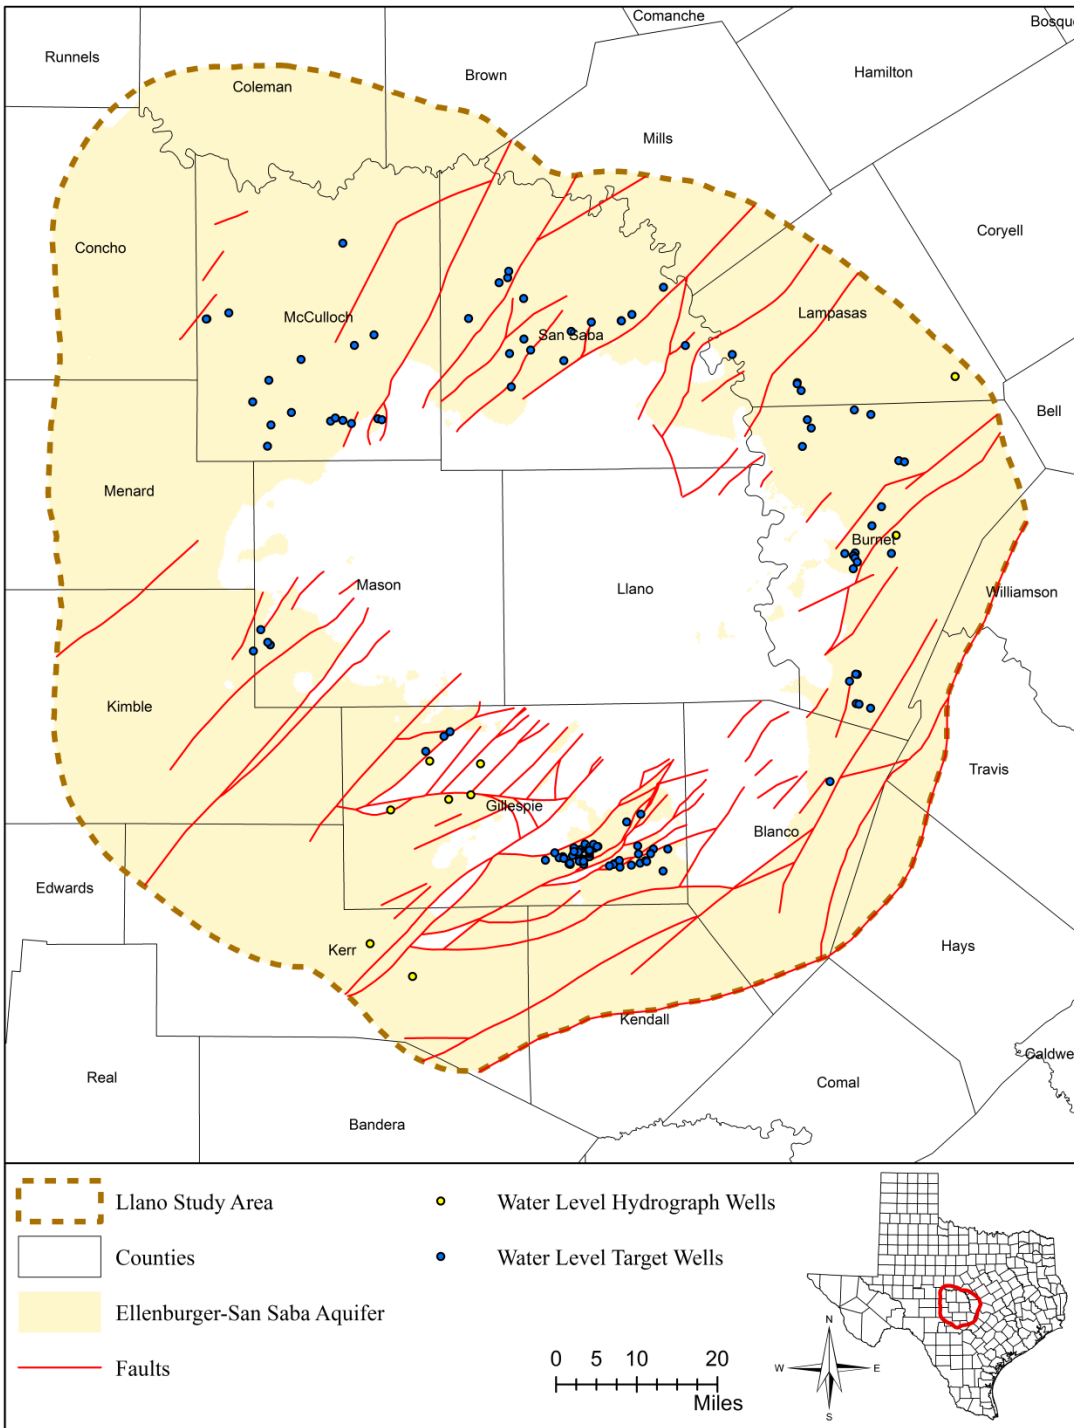 Comanche
Bosque
Runnels
Brown
Hamilton
Coleman
Mills
Coryell
Concho
Lampasas
McCulloch
San Saba
Bell
Menard
Burnet
Mason
Llano
Williamson
Kimble
Travis
Gillespie
Blanco
Edwards
Hays
Kerr
Kendall
Caldwe
Real
Comal
Bandera
Llano Study Area
Water Level Hydrograph Wells
Counties
Water Level Target Wells
Ellenburger-San Saba Aquifer
Faults
0 5 10 20
Miles
N
W E
S